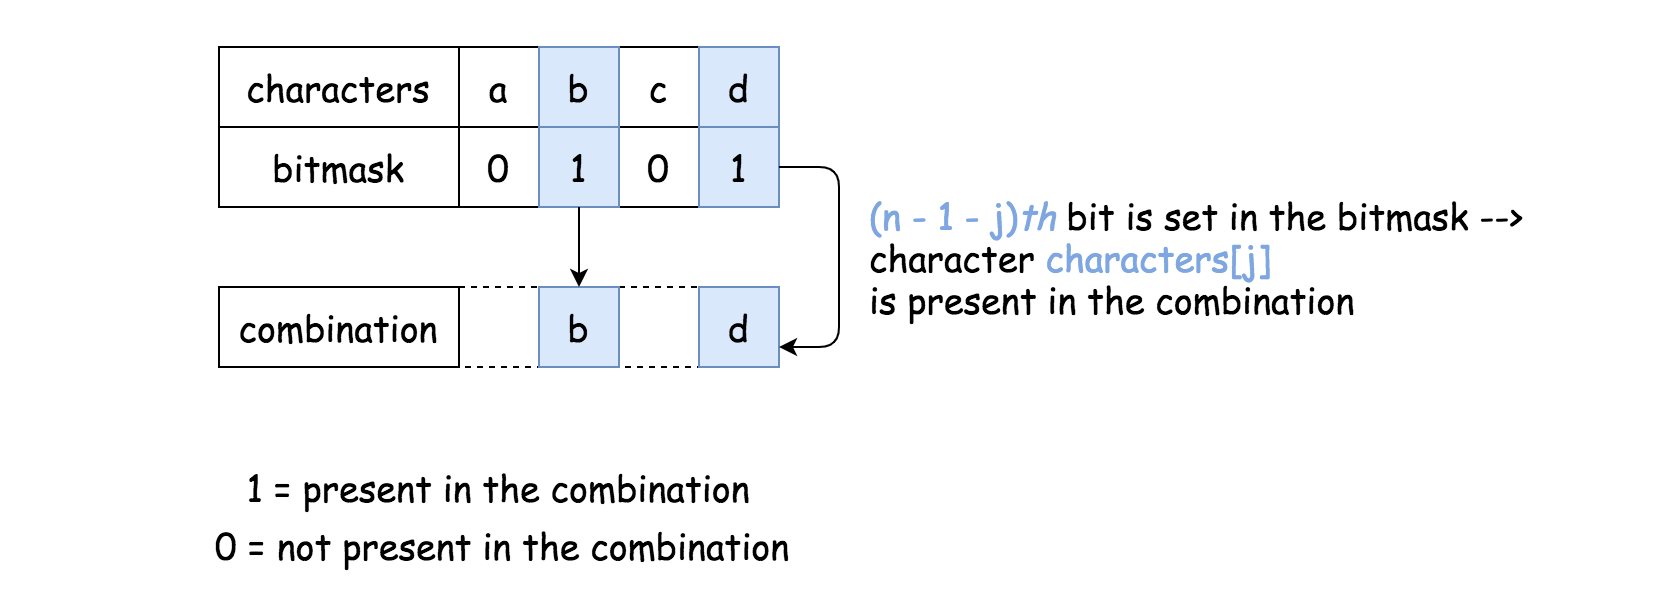 characters a b c d
bitmask 0 1 0 1
(n - 1 - j)th bit is set in the bitmask -->
character characters[j]
is present in the combination
combination b d
1 = present in the combination
0 = not present in the combination